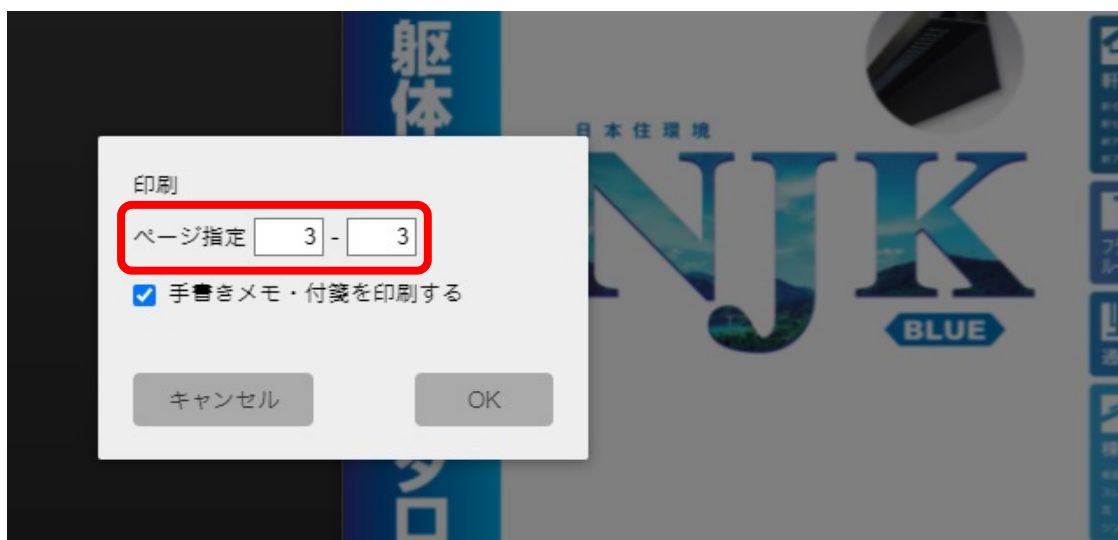 躯体
日本住環境
NJK
BLUE
印刷
ページ指定 3 - 3
手書きメモ・付箋を印刷する
キャンセル
OK
タロ